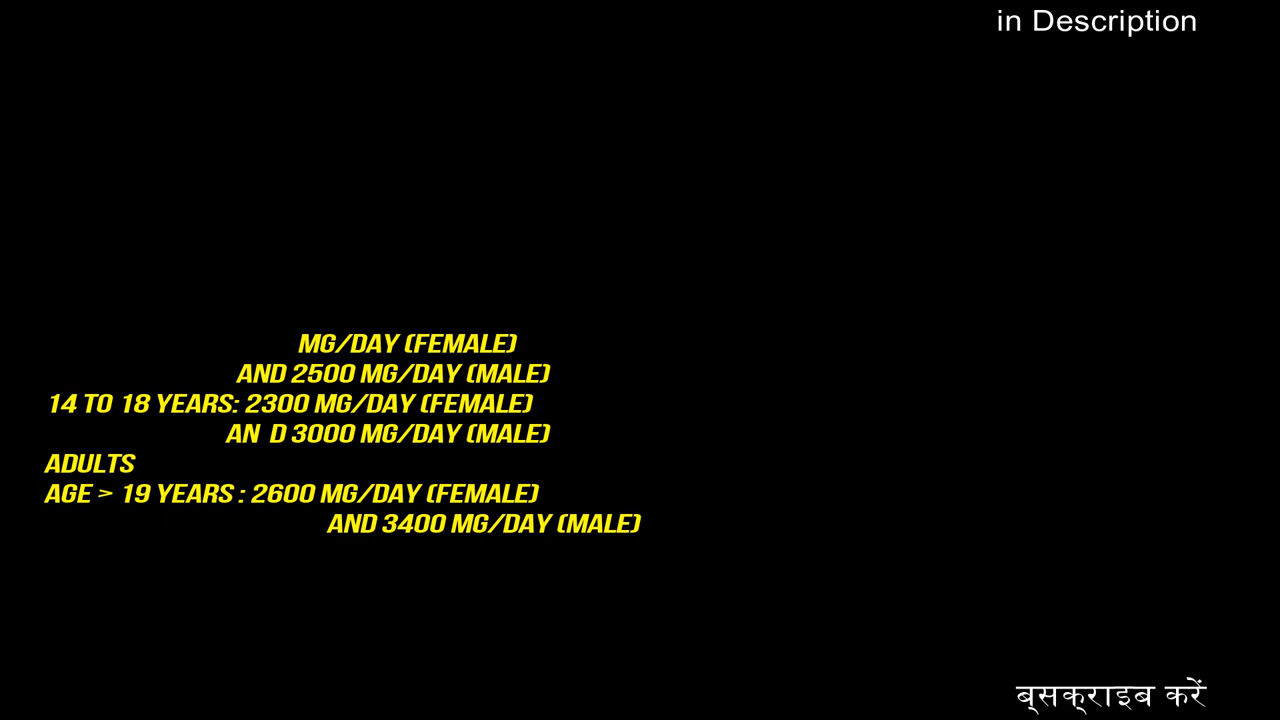 in Description
MG/DAY (FEMALE)
AND 2500 MG/DAY (MALE)
14 TO 18 YEARS: 2300 MG/DAY (FEMALE)
AN D 3000 MG/DAY (MALE)
ADULTS
AGE > 19 YEARS : 2600 MG/DAY (FEMALE)
AND 3400 MG/DAY (MALE)
ब्सक्राइब करें